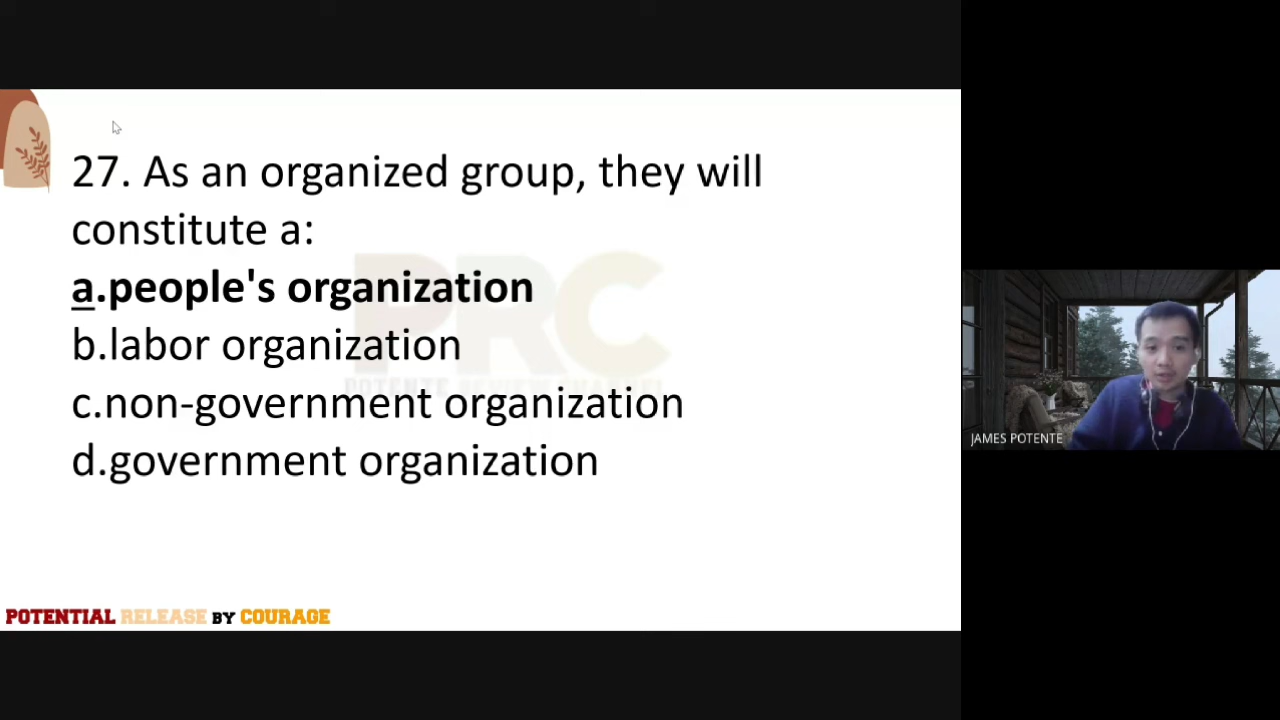 27. As an organized group, they will
constitute a:
a.people's organization
b.labor organization
c.non-government organization
d.government organization
PRC
POTENTIAL RELEASE BY COURAGE
JAMES POTENTE